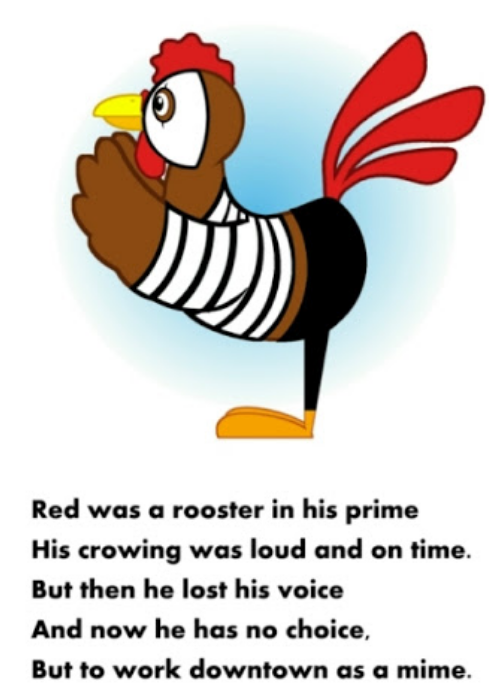 Red was a rooster in his prime
His crowing was loud and on time.
But then he lost his voice
And now he has no choice,
But to work downtown as a mime.